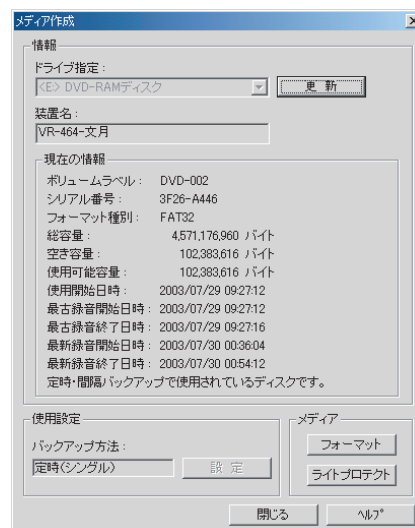 メディア作成
情報
ドライブ指定:
<E> DVD-RAMディスク
更 新
装置名:
VR-464-文月
現在の情報
ボリュームラベル: DVD-002
シリアル番号: 3F26-A446
フォーマット種別: FAT32
総容量: 4,571,176,960 バイト
空き容量: 102,383,616 バイト
使用可能容量: 102,383,616 バイト
使用開始日時: 2003/07/29 09:27:12
最古録音開始日時: 2003/07/29 09:27:12
最古録音終了日時: 2003/07/29 09:27:16
最新録音開始日時: 2003/07/30 00:36:04
最新録音終了日時: 2003/07/30 00:54:12
定時・間隔バックアップで使用されているディスクです。
使用設定
バックアップ方法:
定時(シングル)
設 定
メディア
フォーマット
ライトプロテクト
閉じる
ヘルプ